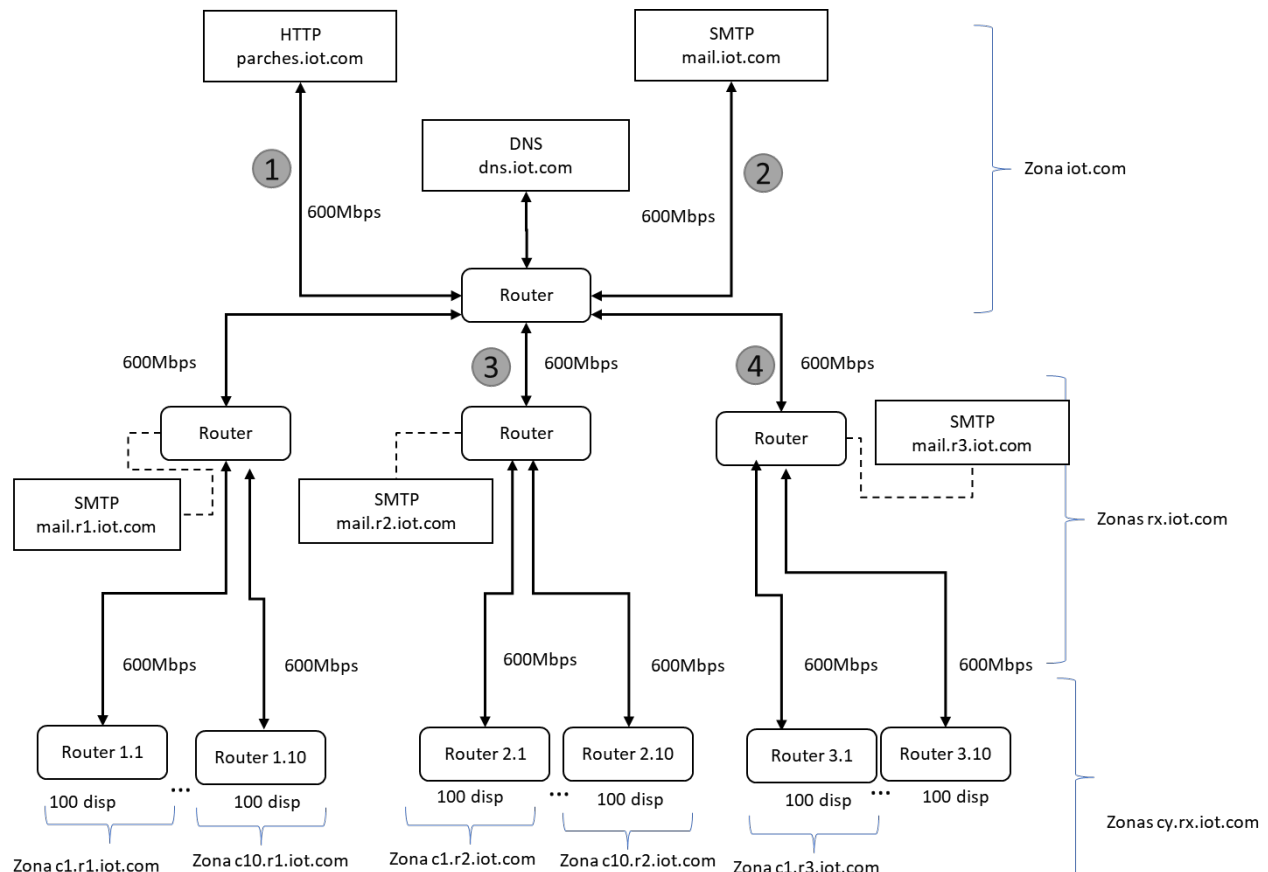 HTTP
parches.iot.com
SMTP
mail.iot.com
DNS
dns.iot.com
1
2
Zona iot.com
600Mbps
600Mbps
Router
600Mbps
3
600Mbps
4
600Mbps
Router
Router
Router
SMTP
mail.r3.iot.com
SMTP
mail.r1.iot.com
SMTP
mail.r2.iot.com
Zonas rx.iot.com
600Mbps
600Mbps
600Mbps
600Mbps
600Mbps
600Mbps
Router 1.1
...
Router 1.10
Router 2.1
...
Router 2.10
Router 3.1
...
Router 3.10
100 disp
100 disp
100 disp
100 disp
100 disp
100 disp
Zonas cy.rx.iot.com
Zona c1.r1.iot.com
Zona c10.r1.iot.com
Zona c1.r2.iot.com
Zona c10.r2.iot.com
Zona c1.r3.iot.com